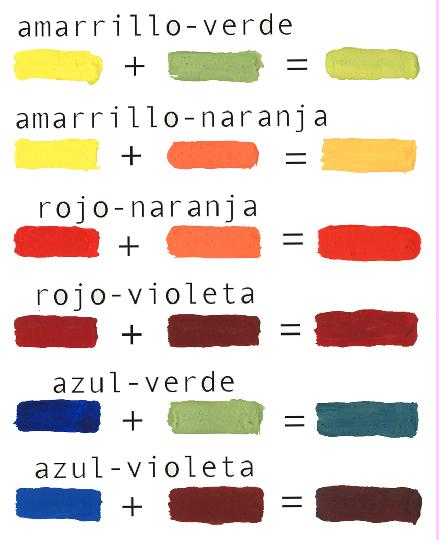 amarrillo-verde
+ =
amarrillo-naranja
+ =
rojo-naranja
+ =
rojo-violeta
+ =
azul-verde
+ =
azul-violeta
+ =